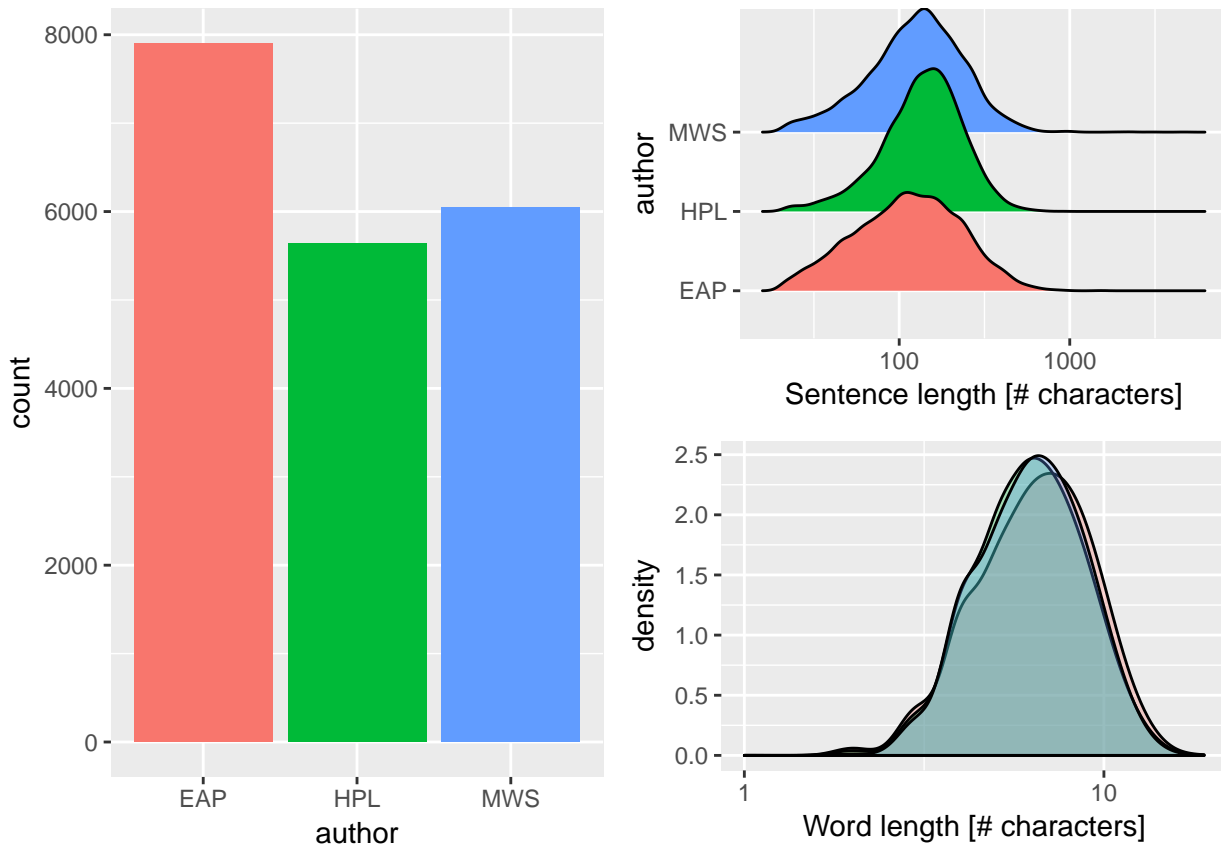 8000
6000
4000
2000
0
count
EAP HPL MWS
author
author
MWS
HPL
EAP
100 1000
Sentence length [# characters]
density
2.5
2.0
1.5
1.0
0.5
0.0
1 10
Word length [# characters]